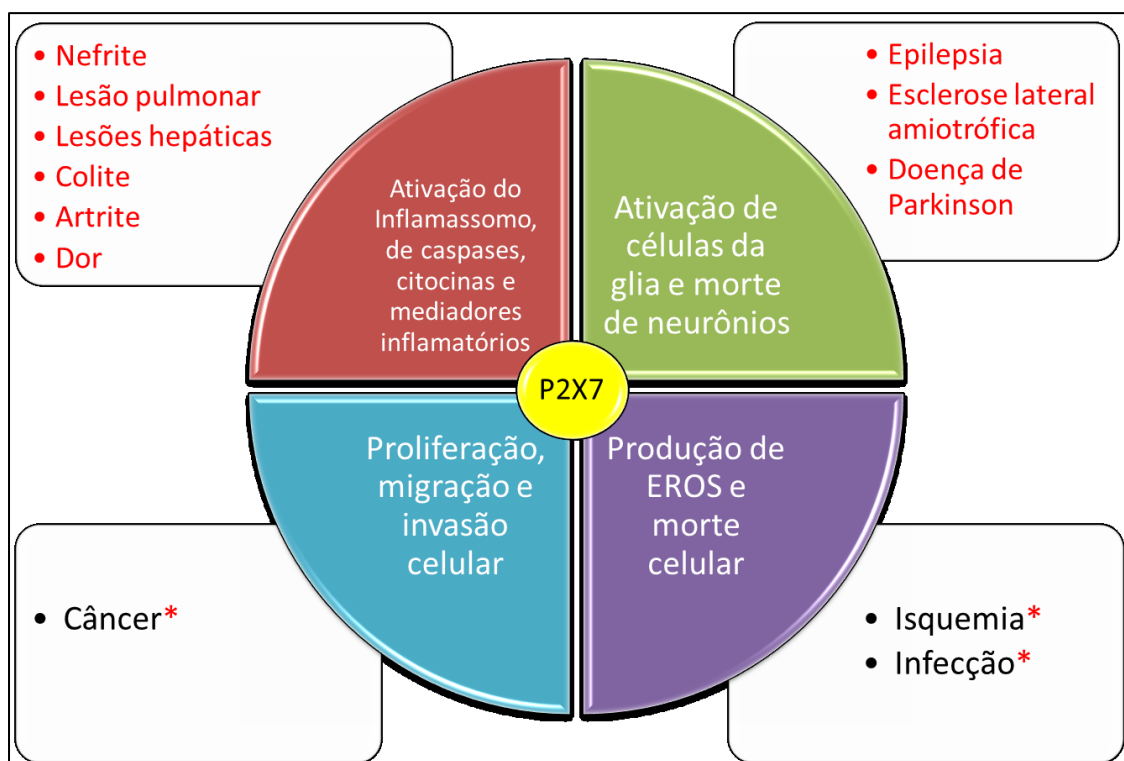 • Nefrite
• Lesão pulmonar
• Lesões hepáticas
• Colite
• Artrite
• Dor
Ativação do
Inflamassomo,
de caspases,
citocinas e
mediadores
inflamatórios
• Epilepsia
• Esclerose lateral
amiotrófica
• Doença de
Parkinson
Ativação de
células da
glia e morte
de neurônios
P2X7
Proliferação,
migração e
invasão
celular
• Câncer*
Produção de
EROS e
morte
celular
• Isquemia*
• Infecção*